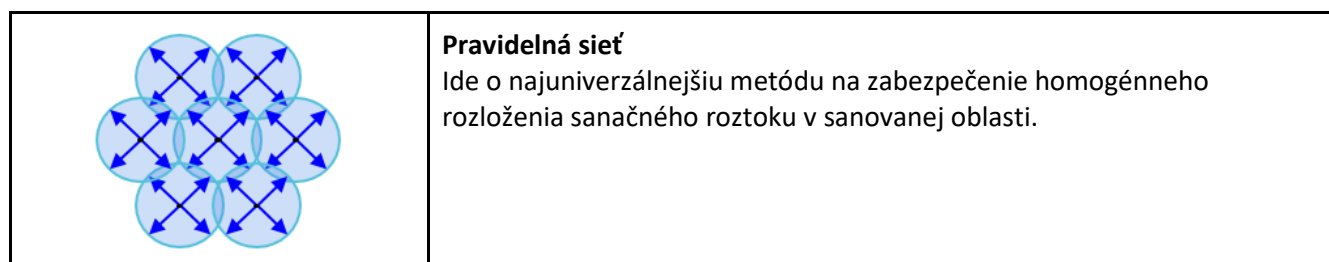 Pravidelná sieť
Ide o najuniverzálnejšiu metódu na zabezpečenie homogénneho
rozloženia sanačného roztoku v sanovanej oblasti.